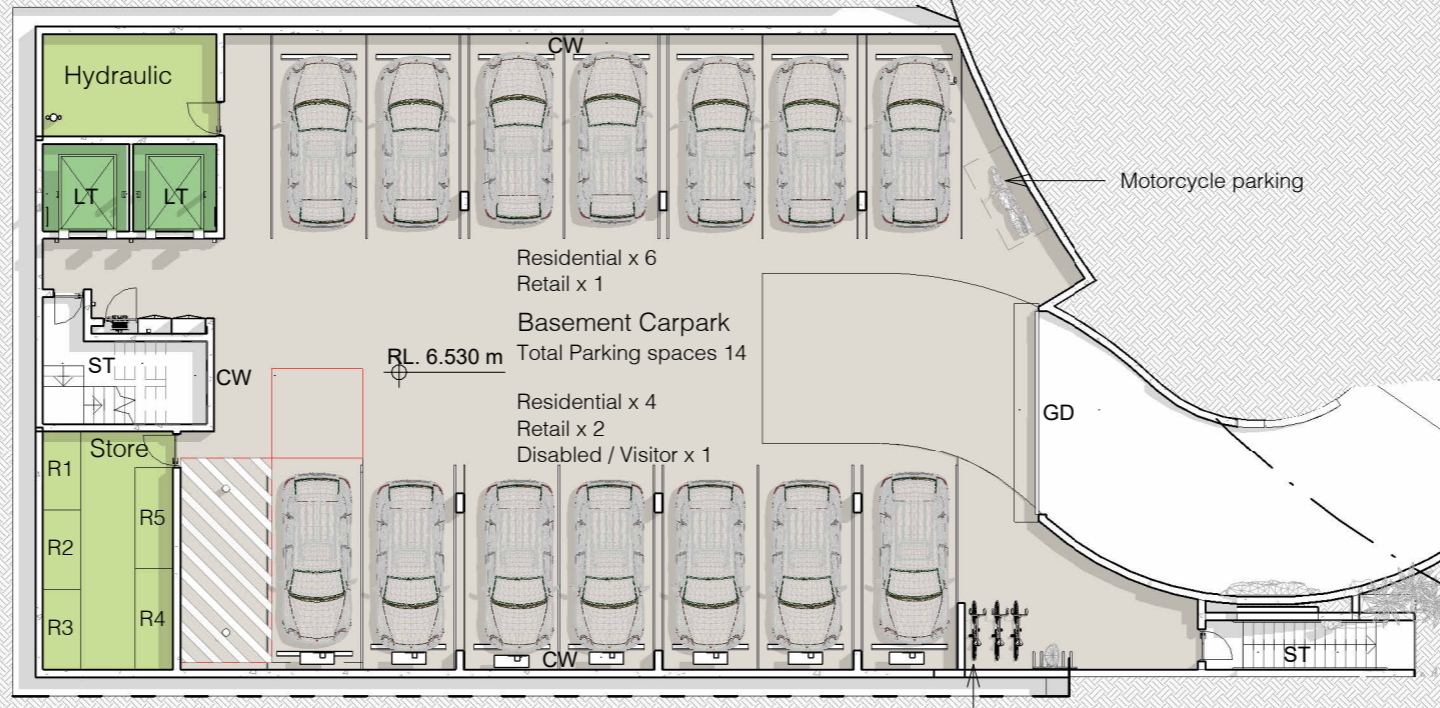 CW
Hydraulic
LT
LT
Motorcycle parking
Residential x 6
Retail x 1
Basement Carpark
Total Parking spaces 14
RL. 6.530 m
ST
CW
Residential x 4
Retail x 2
Disabled / Visitor x 1
GD
Store
R1
R5
R2
R4
R3
CW
ST